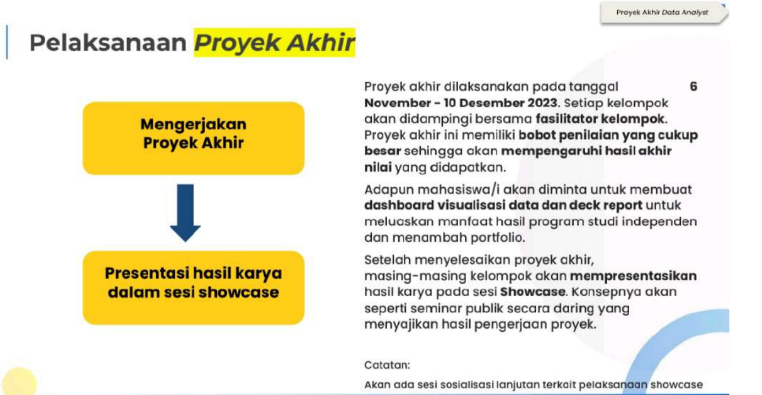 Proyek Akhir Data Analyst
Pelaksanaan Proyek Akhir
Mengerjakan
Proyek Akhir
Presentasi hasil karya
dalam sesi showcase
Proyek akhir dilaksanakan pada tanggal 6
November - 10 Desember 2023. Setiap kelompok
akan didampingi bersama fasilitator kelompok.
Proyek akhir ini memiliki bobot penilaian yang cukup
besar sehingga akan mempengaruhi hasil akhir
nilai yang didapatkan.
Adapun mahasiswa/i akan diminta untuk membuat
dashboard visualisasi data dan deck report untuk
meluaskan manfaat hasil program studi independen
dan menambah portfolio.
Setelah menyelesaikan proyek akhir,
masing-masing kelompok akan mempresentasikan
hasil karya pada sesi Showcase. Konsepnya akan
seperti seminar publik secara daring yang
menyajikan hasil pengerjaan proyek.
Catatan:
Akan ada sesi sosialisasi lanjutan terkait pelaksanaan showcase